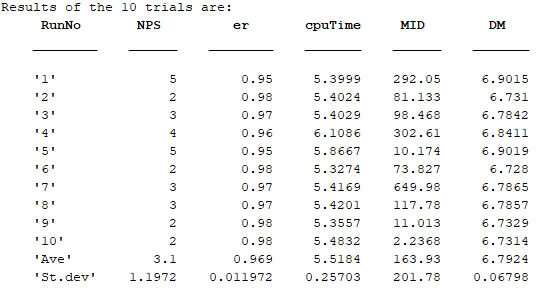 Results of the 10 trials are:
RunNo NPS er cpuTime MID DM
'1' 5 0.95 5.3999 292.05 6.9015
'2' 2 0.98 5.4024 81.133 6.731
'3' 3 0.97 5.4029 98.468 6.7842
'4' 4 0.96 6.1086 302.61 6.8411
'5' 5 0.95 5.8667 10.174 6.9019
'6' 2 0.98 5.3274 73.827 6.728
'7' 3 0.97 5.4169 649.98 6.7865
'8' 3 0.97 5.4201 117.78 6.7857
'9' 2 0.98 5.3557 11.013 6.7329
'10' 2 0.98 5.4832 2.2368 6.7314
'Ave' 3.1 0.969 5.5184 163.93 6.7924
'St.dev' 1.1972 0.011972 0.25703 201.78 0.06798